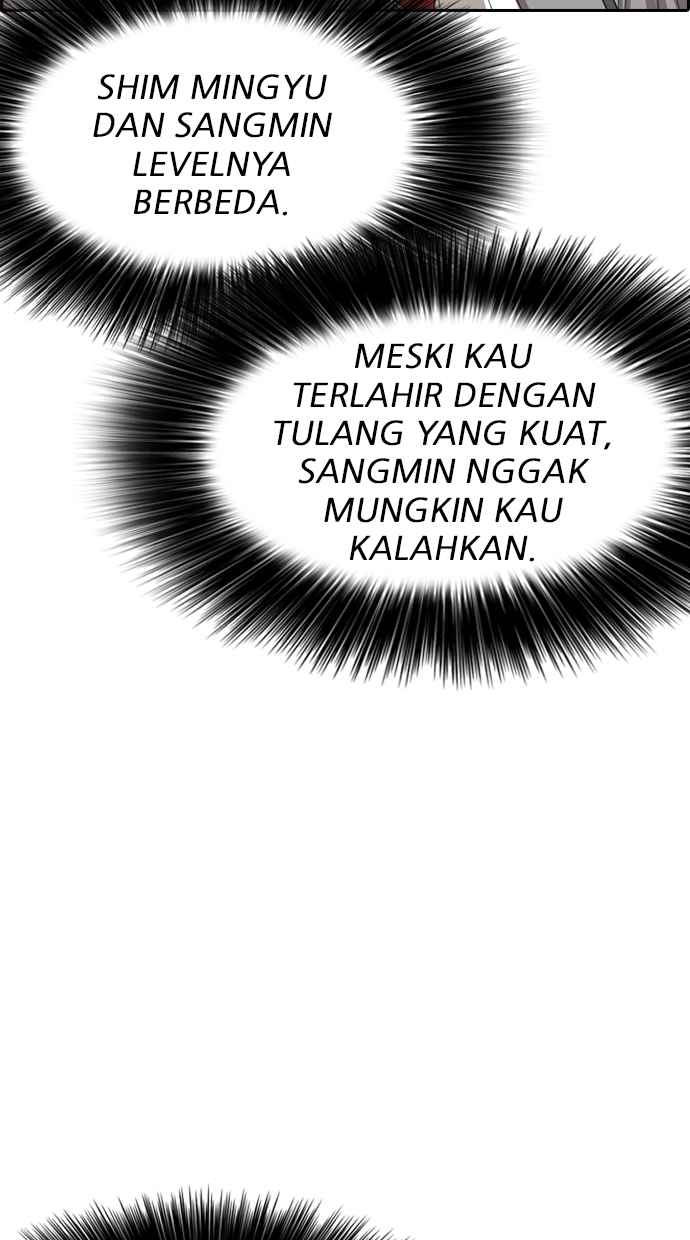 SHIM MINGYU
DAN SANGMIN
LEVELNYA
BERBEDA.
MESKI KAU
TERLAHIR DENGAN
TULANG YANG KUAT,
SANGMIN NGGAK
MUNGKIN KAU
KALAHKAN.